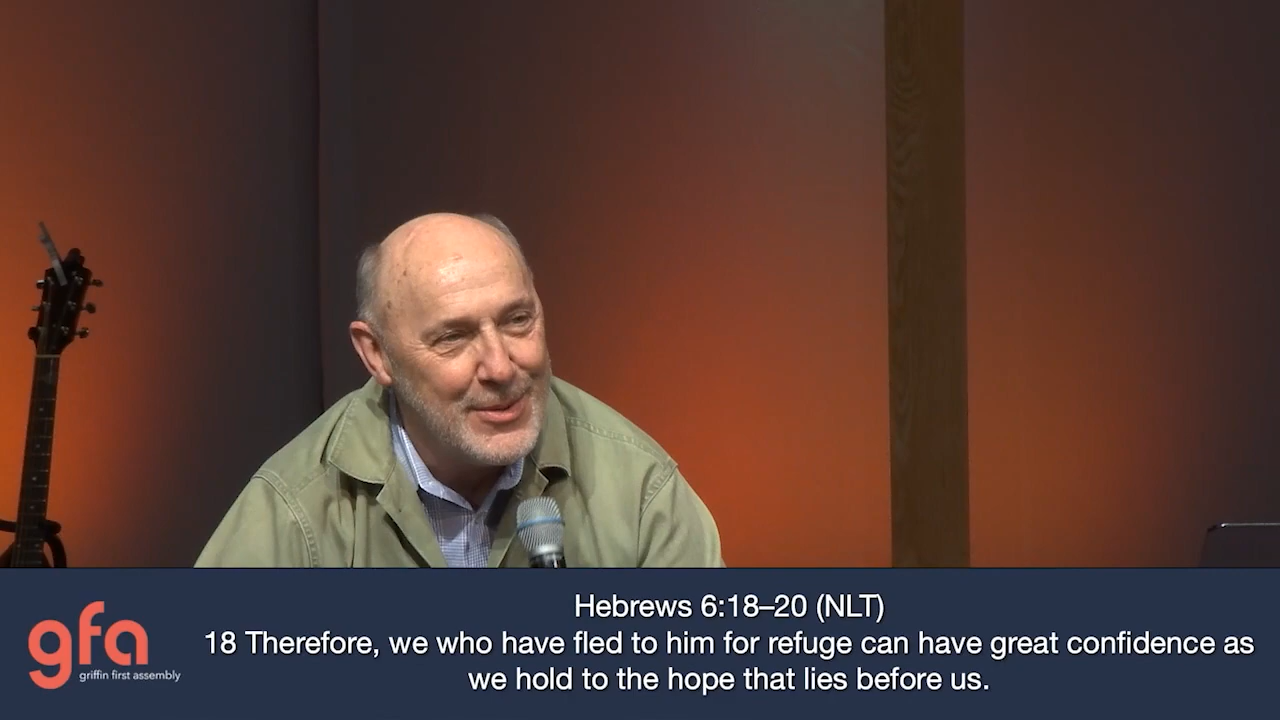 Hebrews 6:18–20 (NLT)
18 Therefore, we who have fled to him for refuge can have great confidence as
we hold to the hope that lies before us.
gfa
griffin first assembly